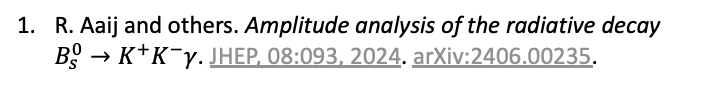 1. R. Aaij and others. Amplitude analysis of the radiative decay
B⁰ₛ → K⁺K⁻γ. JHEP, 08:093, 2024. arXiv:2406.00235.